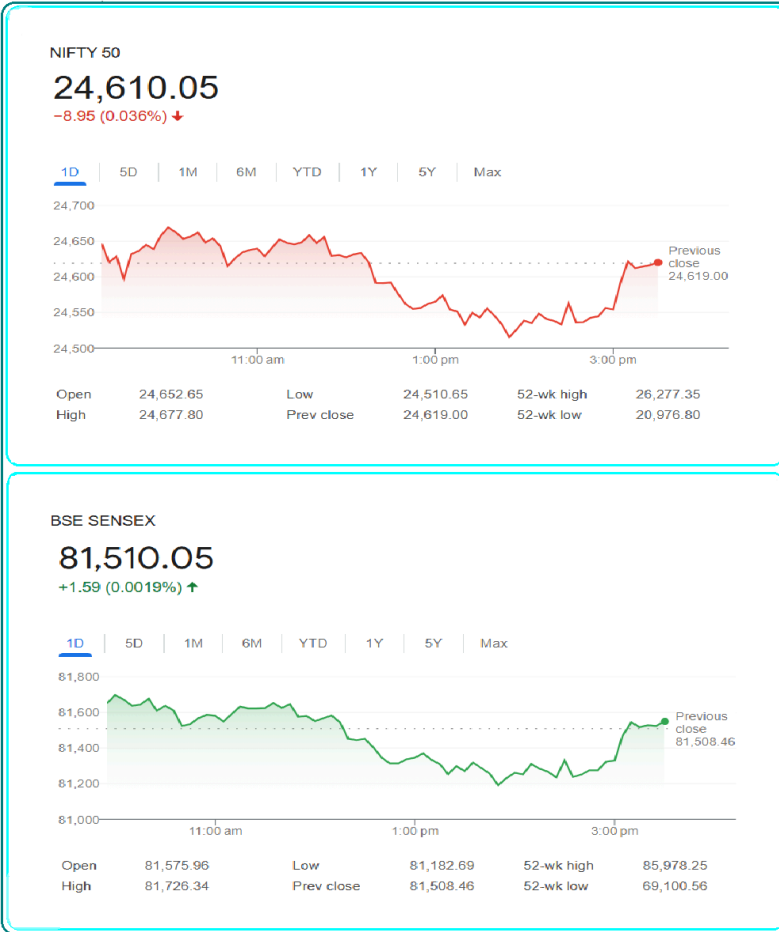 NIFTY 50
24,610.05
−8.95 (0.036%) ↓
1D 5D 1M 6M YTD 1Y 5Y Max
24,700
24,650
24,600
24,550
24,500
Previous
close
24,619.00
11:00 am 1:00 pm 3:00 pm
Open 24,652.65 Low 24,510.65 52-wk high 26,277.35
High 24,677.80 Prev close 24,619.00 52-wk low 20,976.80
BSE SENSEX
81,510.05
+1.59 (0.0019%) ↑
1D 5D 1M 6M YTD 1Y 5Y Max
81,800
81,600
81,400
81,200
81,000
Previous
close
81,508.46
11:00 am 1:00 pm 3:00 pm
Open 81,575.96 Low 81,182.69 52-wk high 85,978.25
High 81,726.34 Prev close 81,508.46 52-wk low 69,100.56